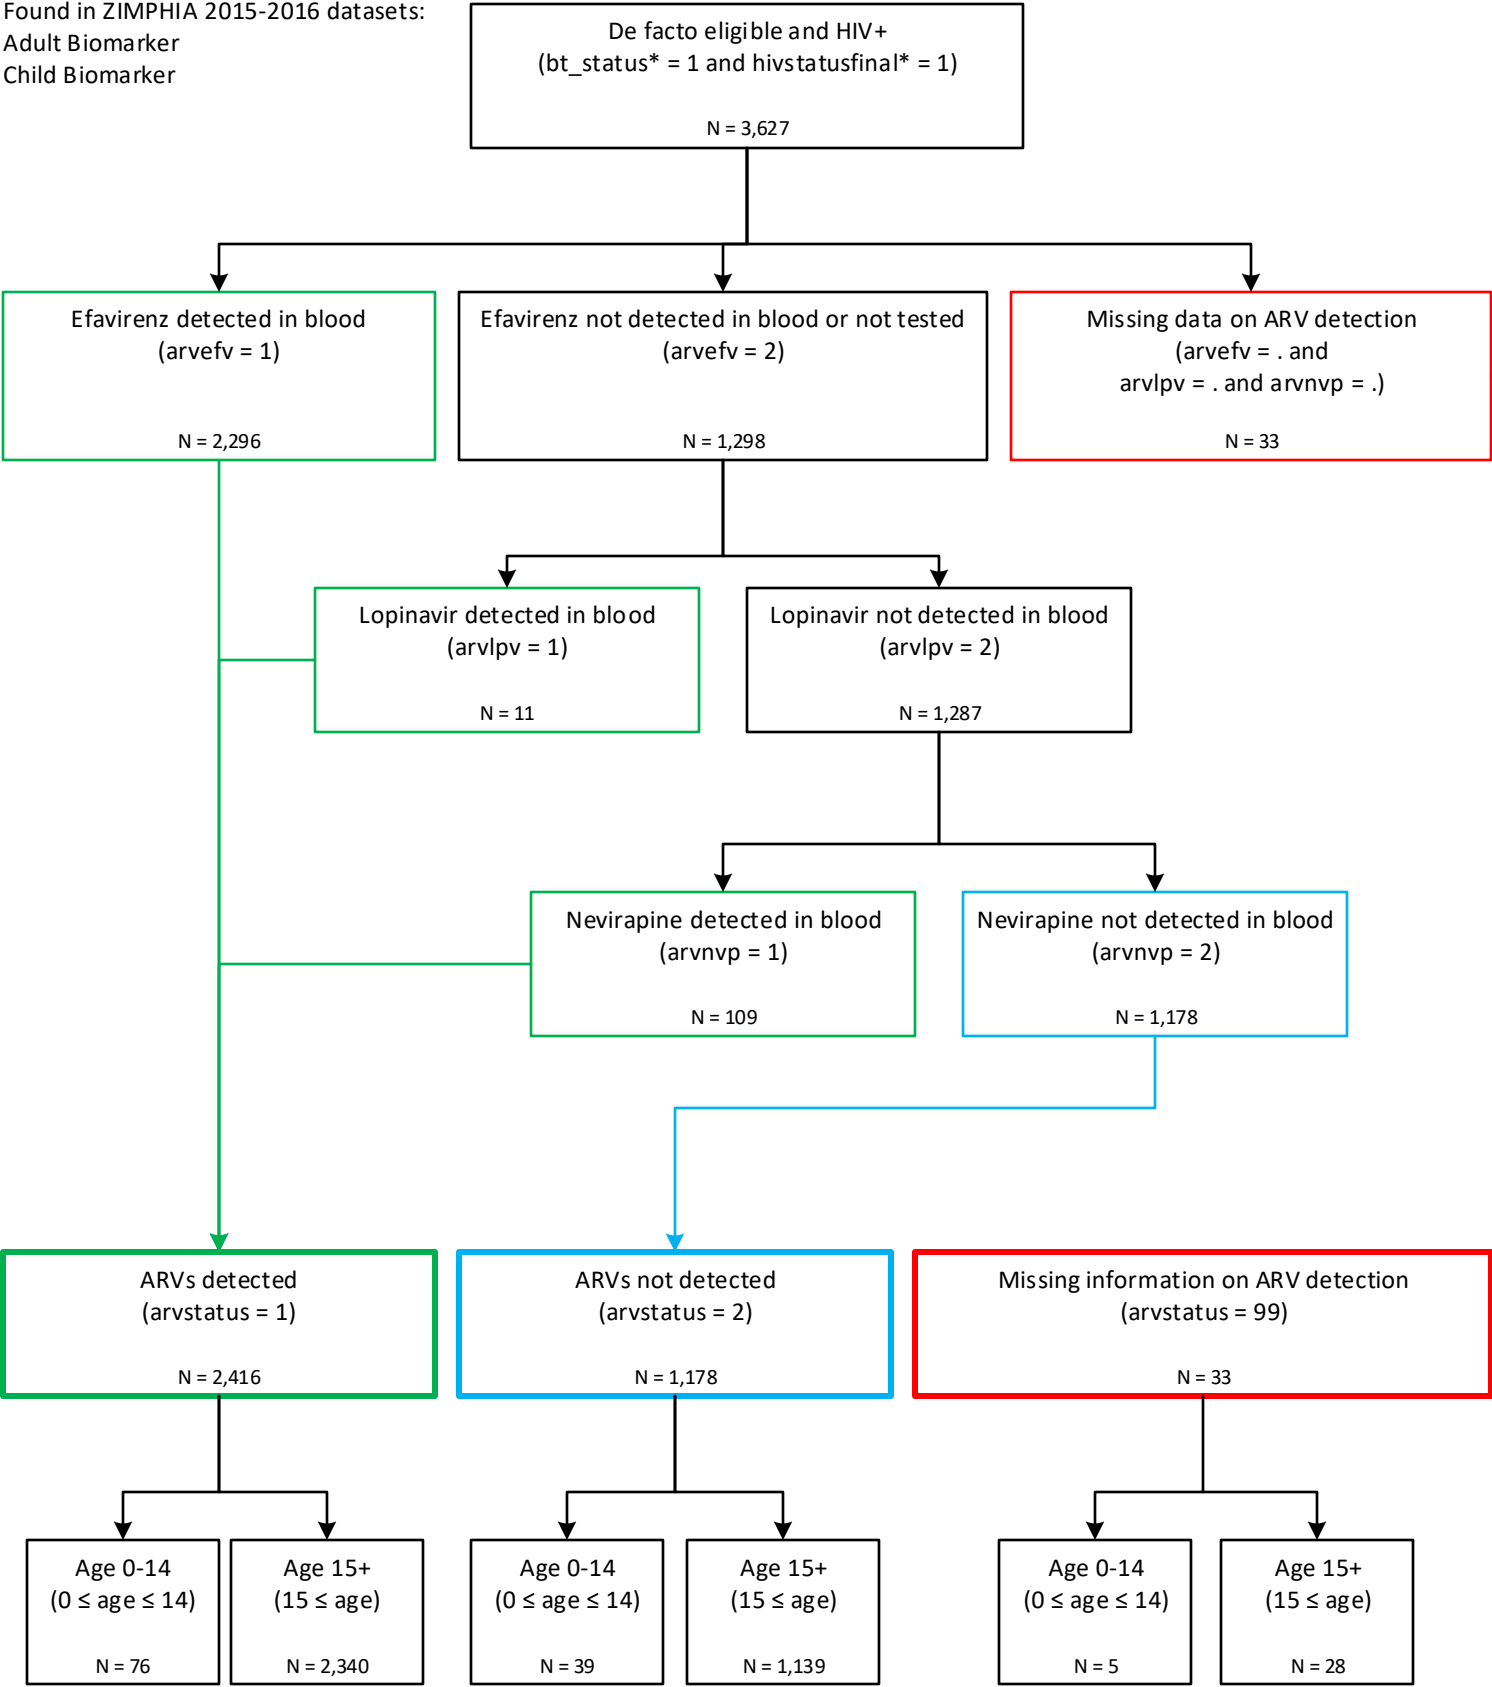 Found in ZIMPHIA 2015-2016 datasets:
Adult Biomarker
Child Biomarker
De facto eligible and HIV+
(bt_status* = 1 and hivstatusfinal* = 1)
N = 3,627
Efavirenz detected in blood
(arvefv = 1)
N = 2,296
Efavirenz not detected in blood or not tested
(arvefv = 2)
N = 1,298
Missing data on ARV detection
(arvefv = . and
arvlpv = . and arvnvp = .)
N = 33
Lopinavir detected in blood
(arvlpv = 1)
N = 11
Lopinavir not detected in blood
(arvlpv = 2)
N = 1,287
Nevirapine detected in blood
(arvnvp = 1)
N = 109
Nevirapine not detected in blood
(arvnvp = 2)
N = 1,178
ARVs detected
(arvstatus = 1)
N = 2,416
ARVs not detected
(arvstatus = 2)
N = 1,178
Missing information on ARV detection
(arvstatus = 99)
N = 33
Age 0-14
(0 ≤ age ≤ 14)
N = 76
Age 15+
(15 ≤ age)
N = 2,340
Age 0-14
(0 ≤ age ≤ 14)
N = 39
Age 15+
(15 ≤ age)
N = 1,139
Age 0-14
(0 ≤ age ≤ 14)
N = 5
Age 15+
(15 ≤ age)
N = 28